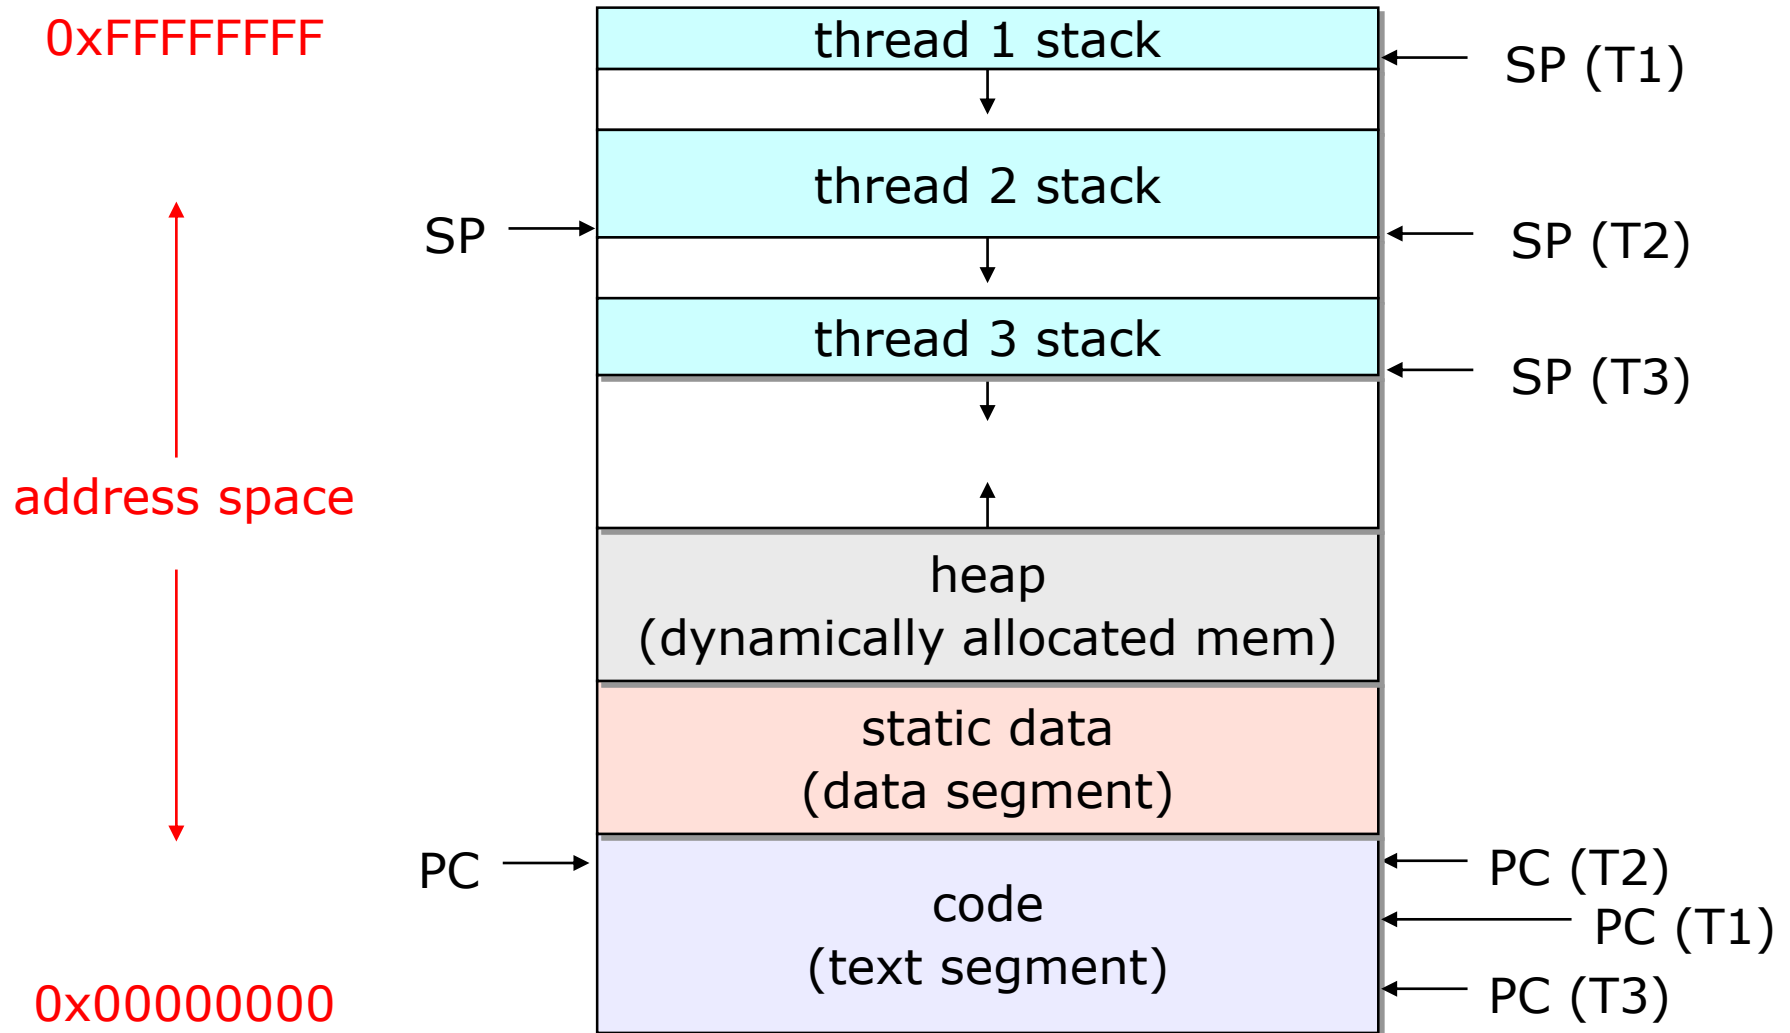 0xFFFFFFFF
thread 1 stack
SP (T1)
thread 2 stack
SP
SP (T2)
thread 3 stack
SP (T3)
address space
heap
(dynamically allocated mem)
static data
(data segment)
PC
PC (T2)
code
PC (T1)
(text segment)
PC (T3)
0x00000000